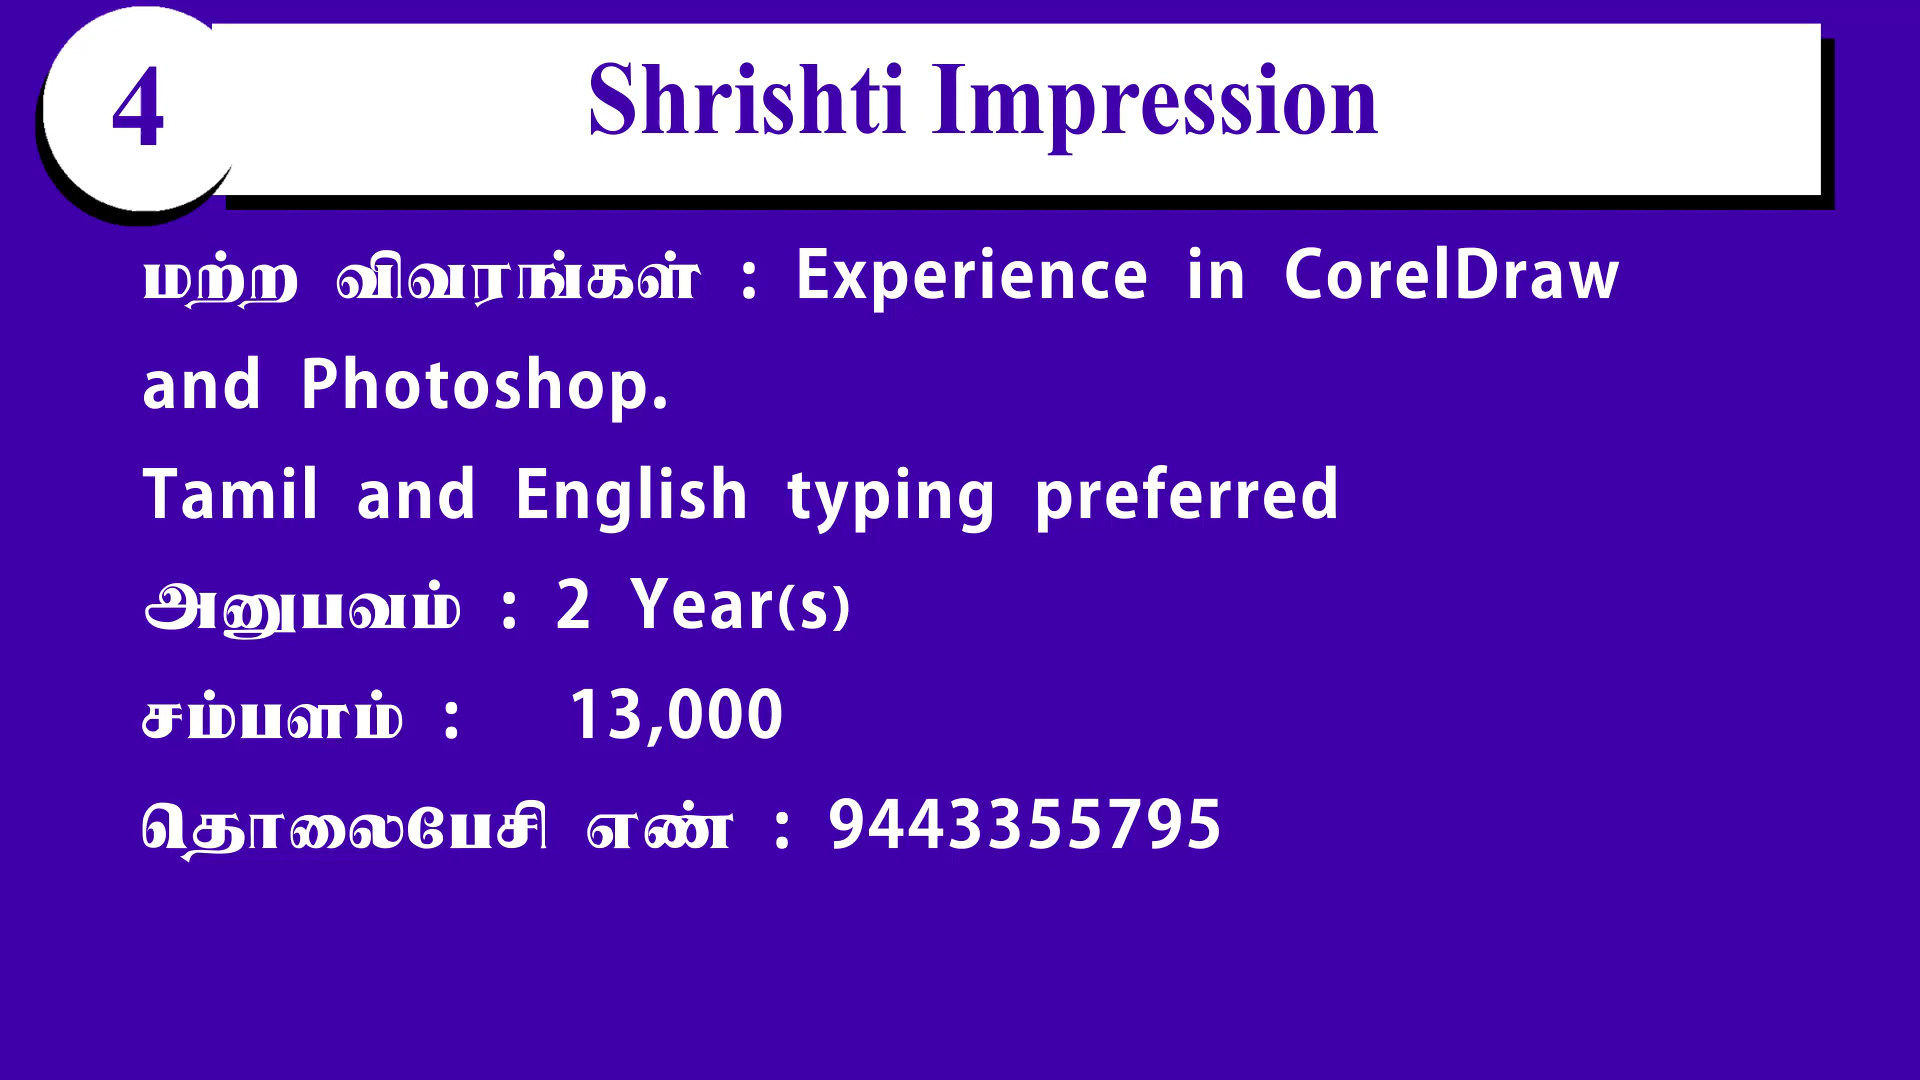 4
Shrishti Impression
மற்ற விவரங்கள் : Experience in CorelDraw
and Photoshop.
Tamil and English typing preferred
அனுபவம் : 2 Year(s)
சம்பளம் : 13,000
தொலைபேசி எண் : 9443355795